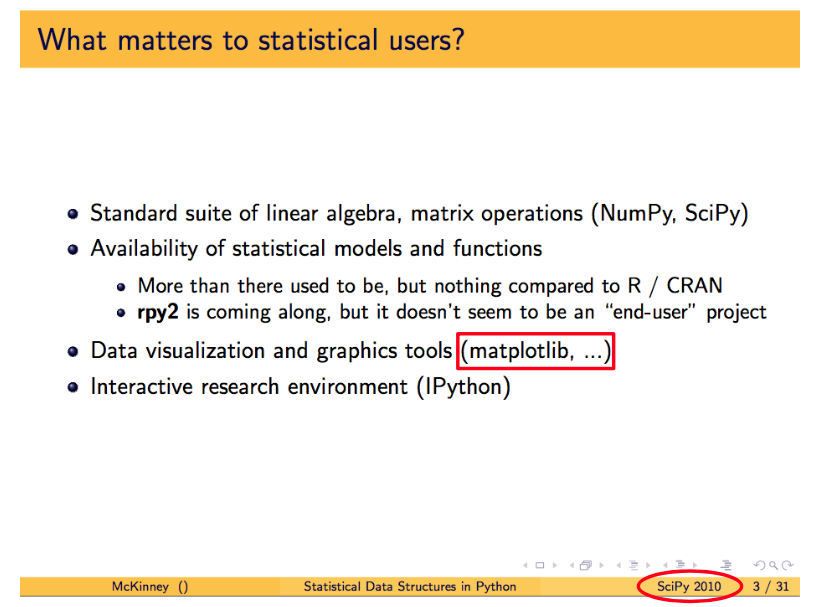 What matters to statistical users?
Standard suite of linear algebra, matrix operations (NumPy, SciPy)
Availability of statistical models and functions
More than there used to be, but nothing compared to R / CRAN
rpy2 is coming along, but it doesn't seem to be an “end-user” project
Data visualization and graphics tools (matplotlib, ...)
Interactive research environment (IPython)
McKinney () Statistical Data Structures in Python SciPy 2010 3 / 31